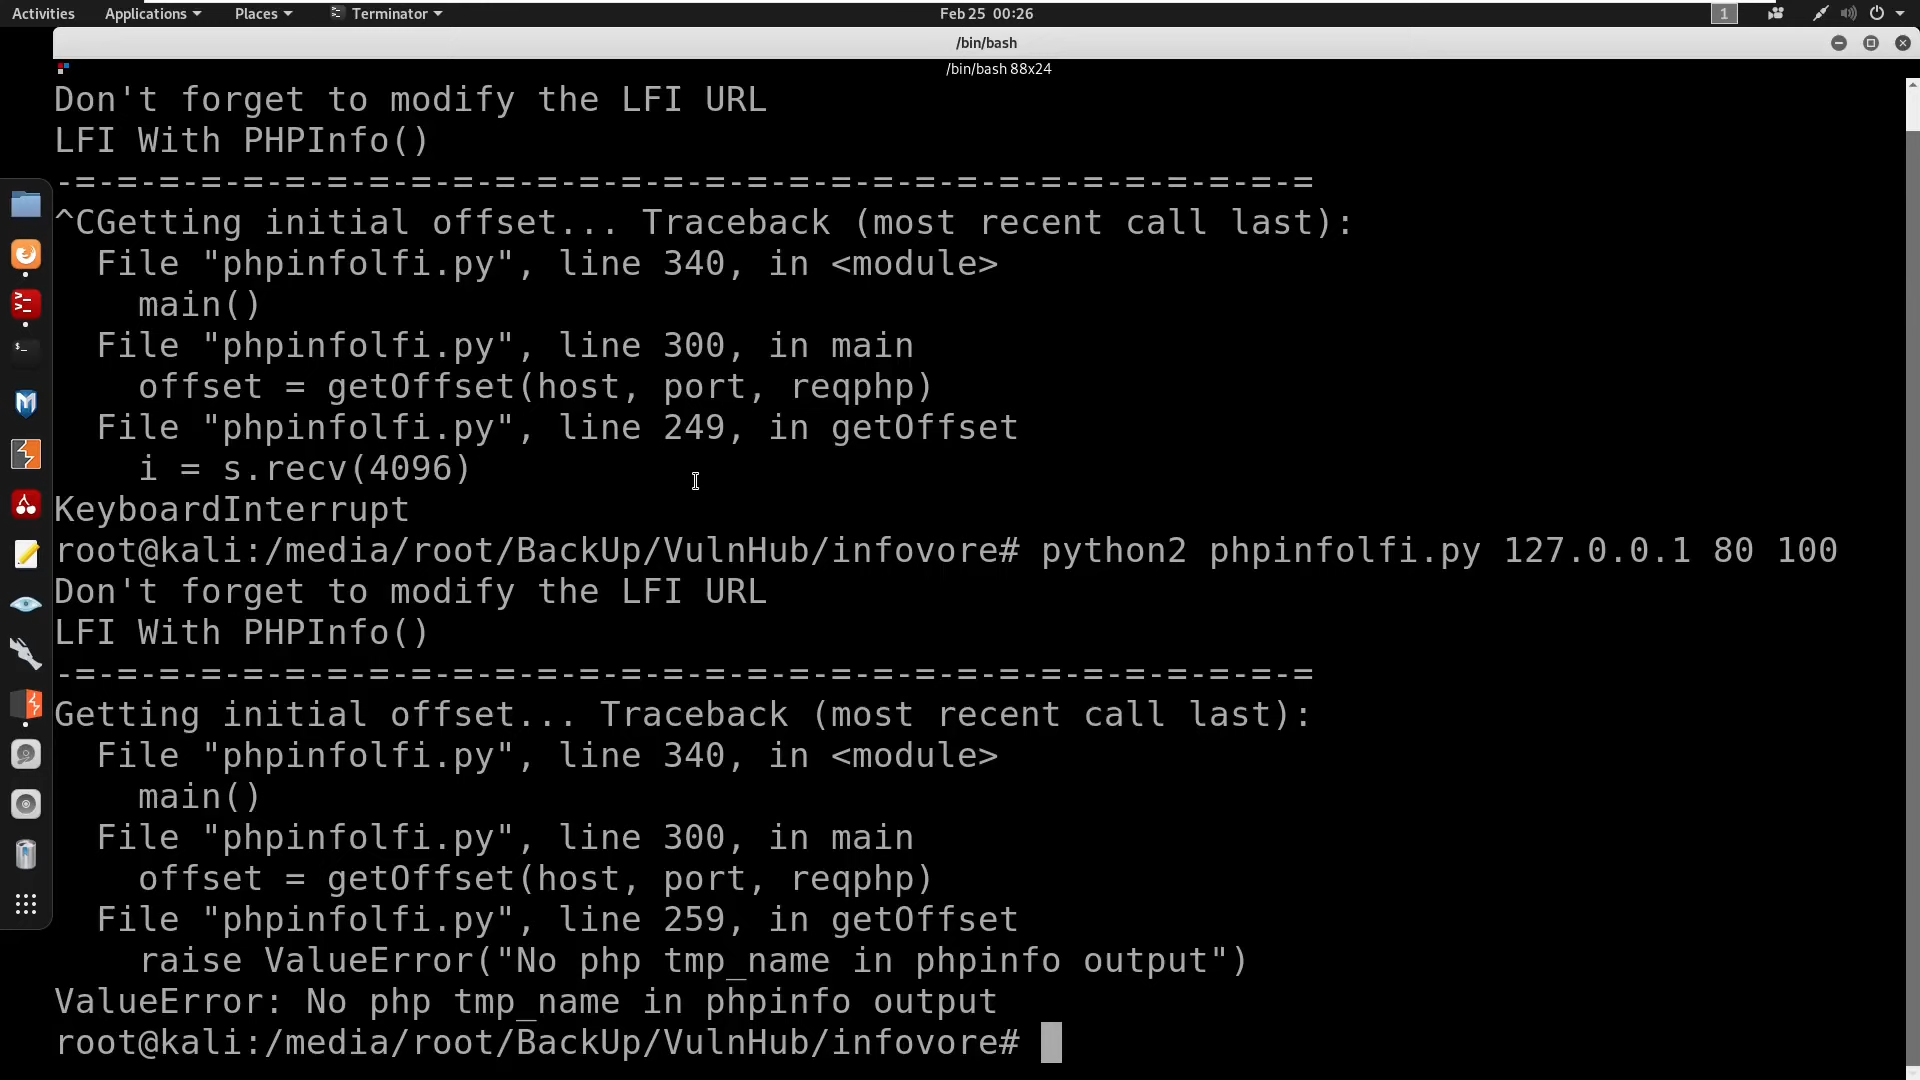 Activities Applications Places Terminator Feb 25 00:26 1
/bin/bash
/bin/bash 88x24
Don't forget to modify the LFI URL
LFI With PHPInfo()
-=-=-=-=-=-=-=-=-=-=-=-=-=-=-=-=-=-=-=-=-=-=-=-=-=-=-=-=-=-=
^CGetting initial offset... Traceback (most recent call last):
  File "phpinfolfi.py", line 340, in <module>
    main()
  File "phpinfolfi.py", line 300, in main
    offset = getOffset(host, port, reqphp)
  File "phpinfolfi.py", line 249, in getOffset
    i = s.recv(4096)
KeyboardInterrupt
root@kali:/media/root/BackUp/VulnHub/infovore# python2 phpinfolfi.py 127.0.0.1 80 100
Don't forget to modify the LFI URL
LFI With PHPInfo()
-=-=-=-=-=-=-=-=-=-=-=-=-=-=-=-=-=-=-=-=-=-=-=-=-=-=-=-=-=-=
Getting initial offset... Traceback (most recent call last):
  File "phpinfolfi.py", line 340, in <module>
    main()
  File "phpinfolfi.py", line 300, in main
    offset = getOffset(host, port, reqphp)
  File "phpinfolfi.py", line 259, in getOffset
    raise ValueError("No php tmp_name in phpinfo output")
ValueError: No php tmp_name in phpinfo output
root@kali:/media/root/BackUp/VulnHub/infovore#